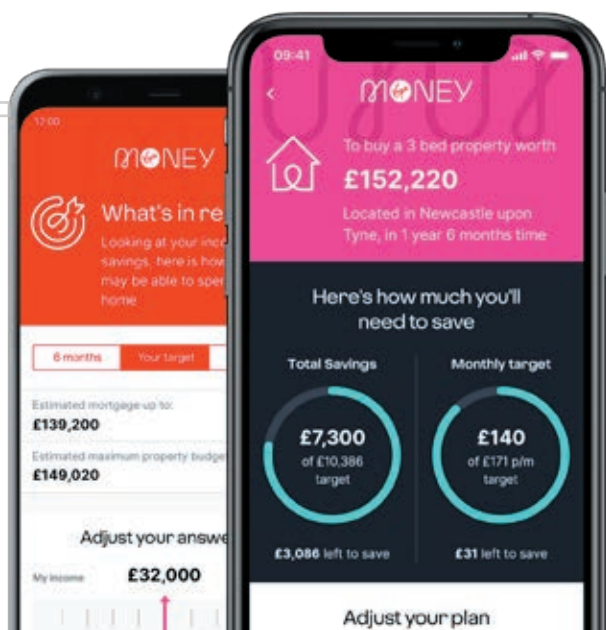 12:00
MONEY
What's in re
Looking at your inco
savings, here is how
may be able to spen
home
6 months
Your target
Estimated mortgage up to:
£139,200
Estimated maximum property budge
£149,020
Adjust your answe
My income
£32,000
09:41
MONEY
To buy a 3 bed property worth
£152,220
Located in Newcastle upon
Tyne, in 1 year 6 months time
Here's how much you'll
need to save
Total Savings
£7,300
of £10,386
target
£3,086 left to save
Monthly target
£140
of £171 p/m
target
£31 left to save
Adjust your plan